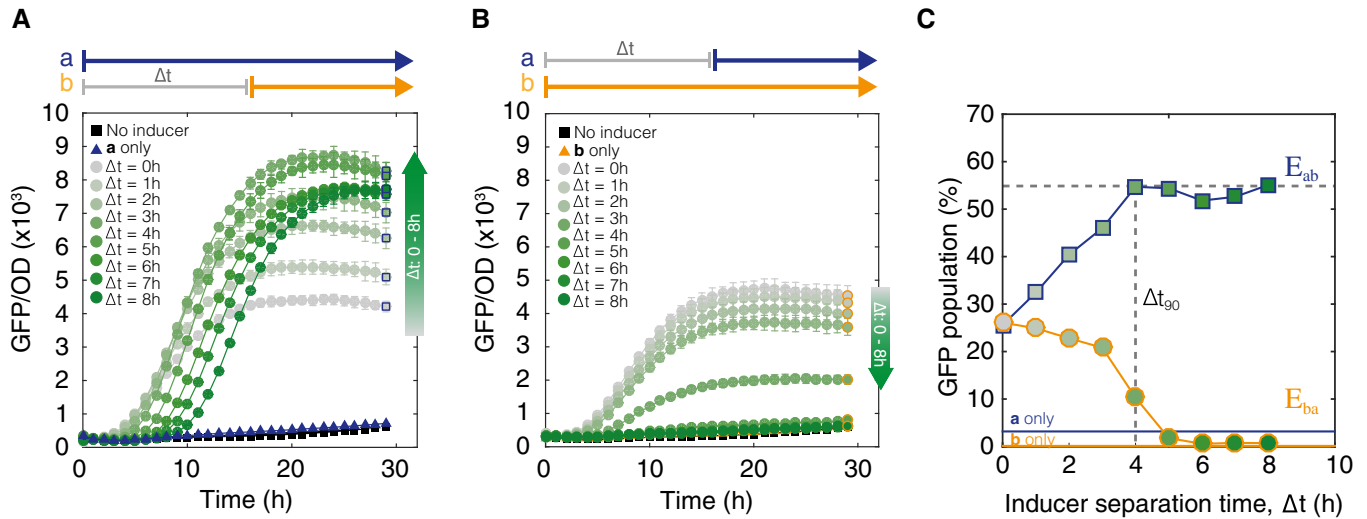 A
a
Δt
b
GFP/OD (x10³)
10
9
8
7
6
5
4
3
2
1
0
No inducer
a only
Δt = 0h
Δt = 1h
Δt = 2h
Δt = 3h
Δt = 4h
Δt = 5h
Δt = 6h
Δt = 7h
Δt = 8h
Δt: 0 - 8h
0 10 20 30
Time (h)
B
a
Δt
b
GFP/OD (x10³)
10
9
8
7
6
5
4
3
2
1
0
No inducer
b only
Δt = 0h
Δt = 1h
Δt = 2h
Δt = 3h
Δt = 4h
Δt = 5h
Δt = 6h
Δt = 7h
Δt = 8h
Δt: 0 - 8h
0 10 20 30
Time (h)
C
GFP population (%)
70
60
50
40
30
20
10
0
E_ab
Δt₉₀
E_ba
a only
b only
0 2 4 6 8 10
Inducer separation time, Δt (h)